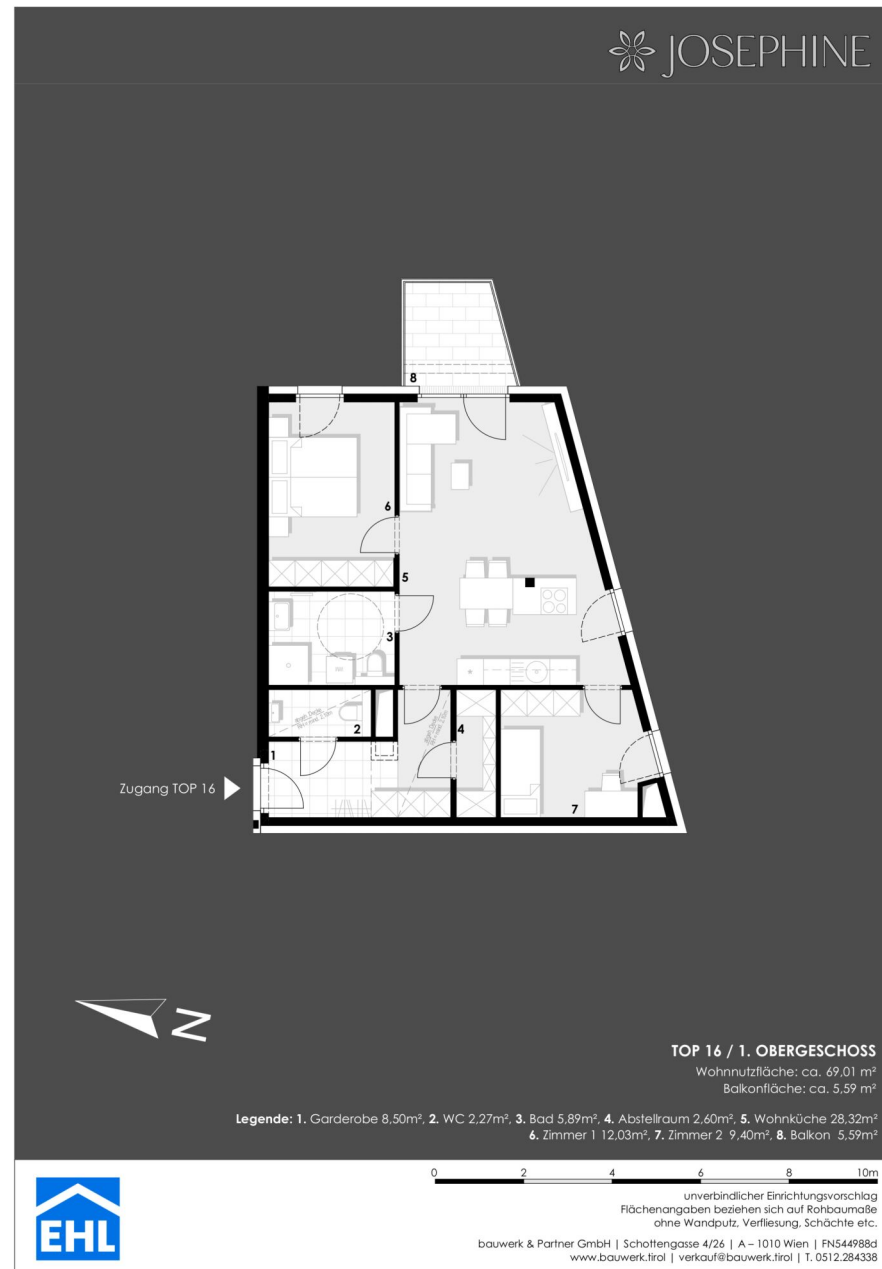 JOSEPHINE
8
6
5
3
2
4
1
7
Zugang TOP 16
N
TOP 16 / 1. OBERGESCHOSS
Wohnnutzfläche: ca. 69,01 m²
Balkonfläche: ca. 5,59 m²
Legende: 1. Garderobe 8,50m², 2. WC 2,27m², 3. Bad 5,89m², 4. Abstellraum 2,60m², 5. Wohnküche 28,32m²
6. Zimmer 1 12,03m², 7. Zimmer 2 9,40m², 8. Balkon 5,59m²
0 2 4 6 8 10m
unverbindlicher Einrichtungsvorschlag
Flächenangaben beziehen sich auf Rohbaumaße
ohne Wandputz, Verfliesung, Schächte etc.
EHL
bauwerk & Partner GmbH | Schottengasse 4/26 | A – 1010 Wien | FN544988d
www.bauwerk.tirol | verkauf@bauwerk.tirol | T. 0512.284338